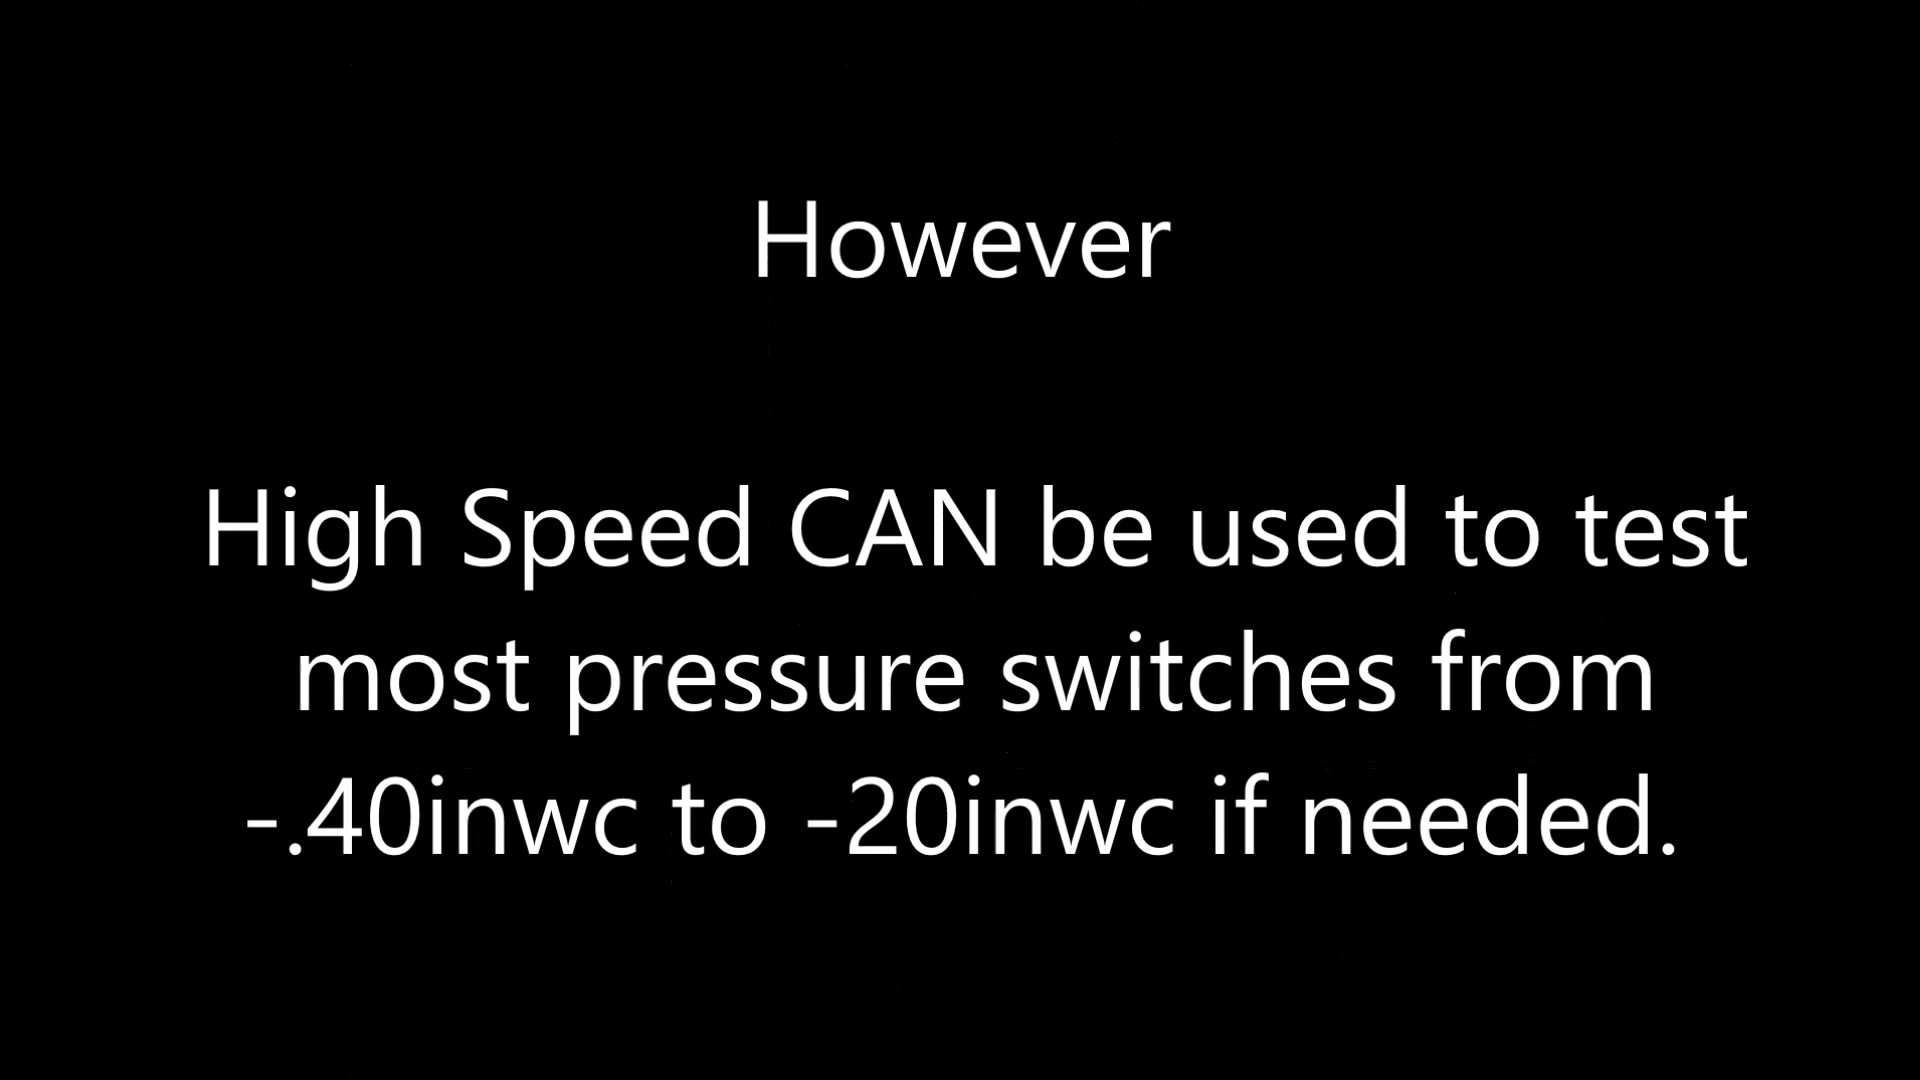 However
High Speed CAN be used to test
most pressure switches from
-.40inwc to -20inwc if needed.